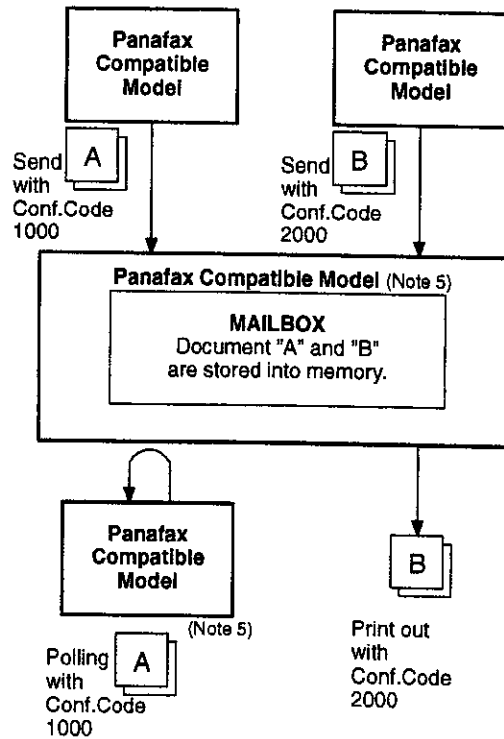 Panafax
Compatible
Model
Panafax
Compatible
Model
A
Send
with
Conf.Code
1000
B
Send
with
Conf.Code
2000
Panafax Compatible Model (Note 5)
MAILBOX
Document "A" and "B"
are stored into memory.
Panafax
Compatible
Model
(Note 5)
B
A
Polling
with
Conf.Code
1000
Print out
with
Conf.Code
2000